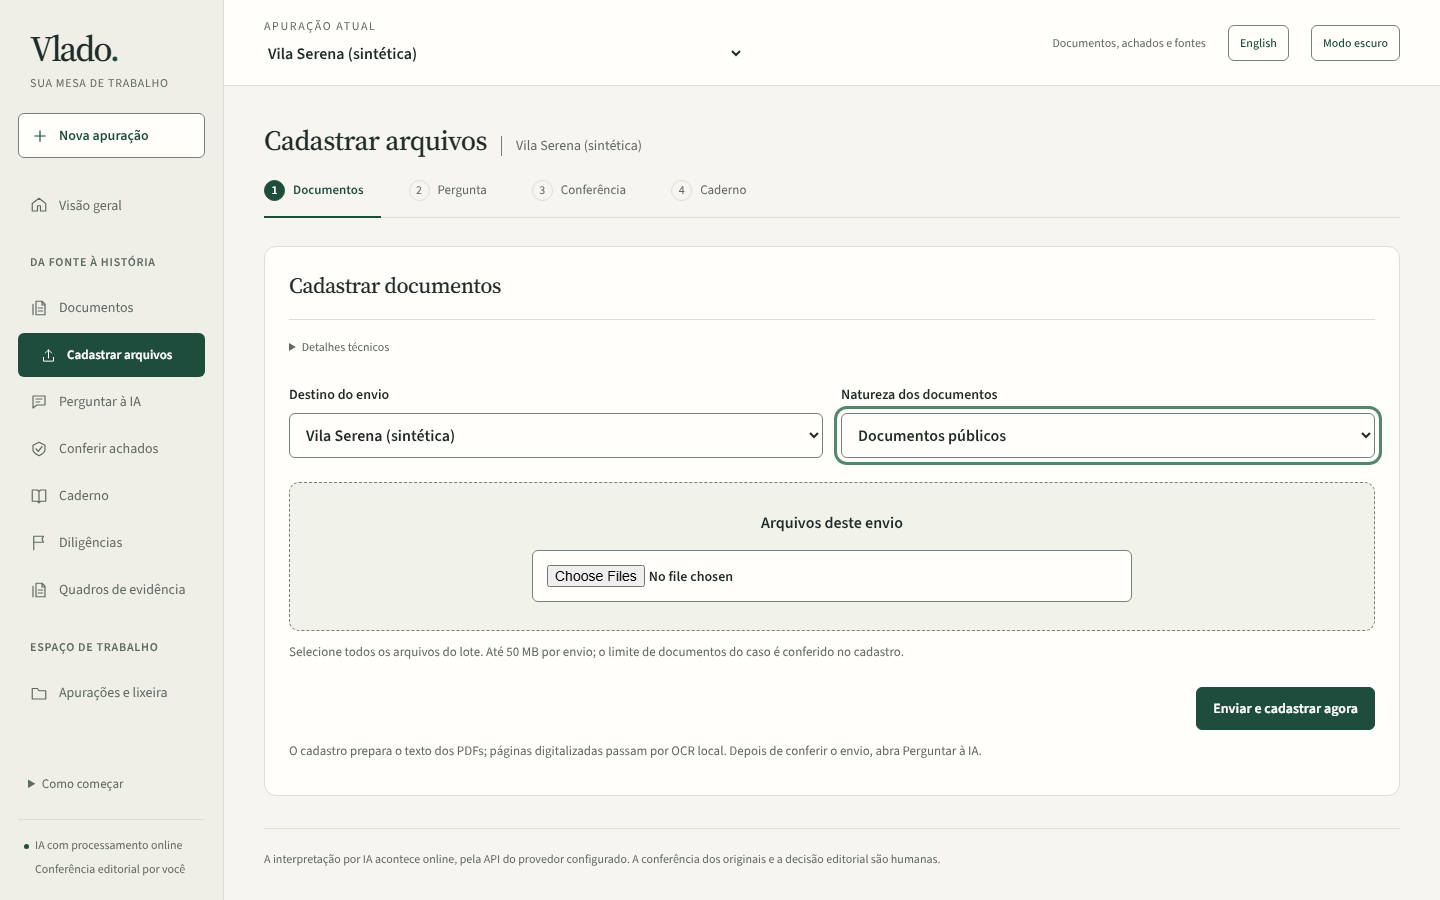 Vlado.
SUA MESA DE TRABALHO
Nova apuração
Visão geral
DA FONTE À HISTÓRIA
Documentos
Cadastrar arquivos
Perguntar à IA
Conferir achados
Caderno
Diligências
Quadros de evidência
ESPAÇO DE TRABALHO
Apurações e lixeira
Como começar
IA com processamento online
Conferência editorial por você
APURAÇÃO ATUAL
Vila Serena (sintética)
Documentos, achados e fontes
English
Modo escuro
Cadastrar arquivos
Vila Serena (sintética)
1 Documentos
2 Pergunta
3 Conferência
4 Caderno
Cadastrar documentos
Detalhes técnicos
Destino do envio
Vila Serena (sintética)
Natureza dos documentos
Documentos públicos
Arquivos deste envio
Choose Files No file chosen
Selecione todos os arquivos do lote. Até 50 MB por envio; o limite de documentos do caso é conferido no cadastro.
Enviar e cadastrar agora
O cadastro prepara o texto dos PDFs; páginas digitalizadas passam por OCR local. Depois de conferir o envio, abra Perguntar à IA.
A interpretação por IA acontece online, pela API do provedor configurado. A conferência dos originais e a decisão editorial são humanas.